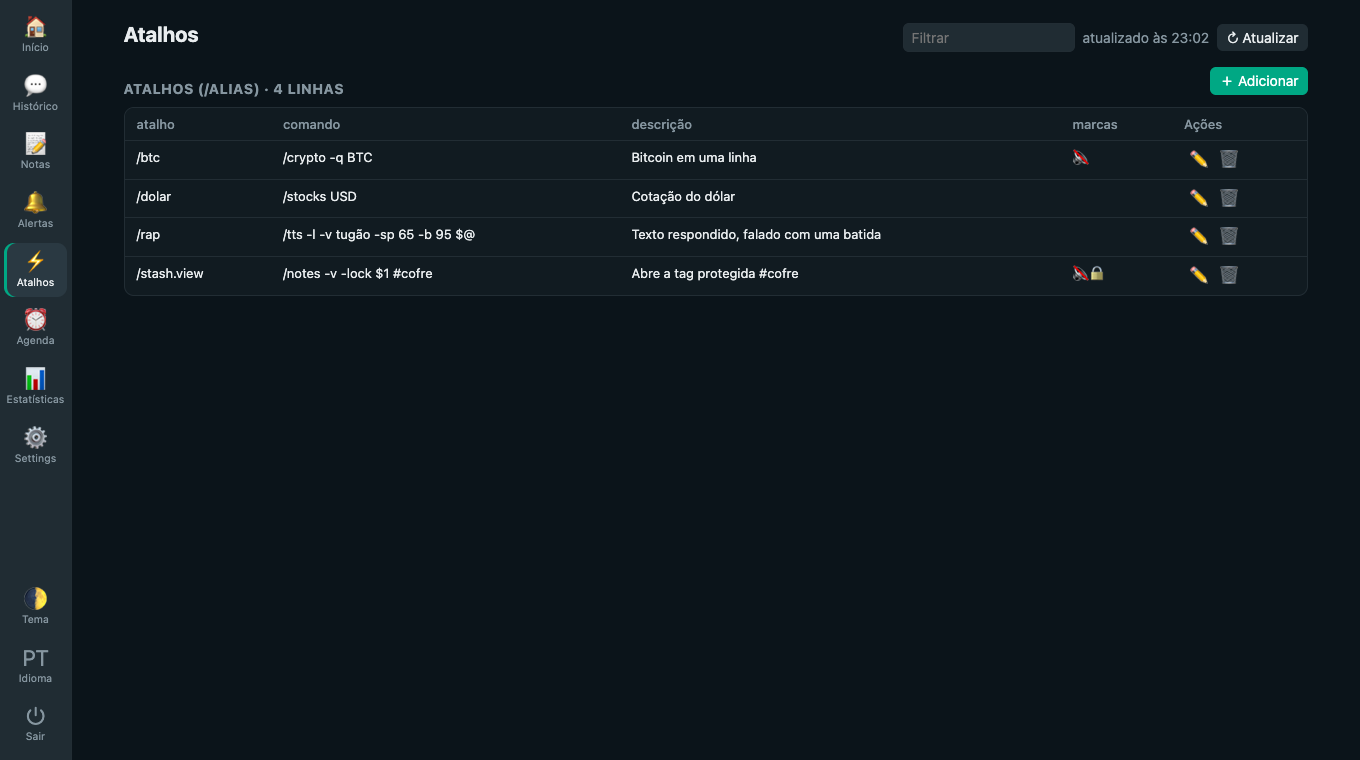 Início
Histórico
Notas
Alertas
Atalhos
Agenda
Estatísticas
Settings
Tema
PT
Idioma
Sair
Atalhos
Filtrar
atualizado às 23:02
↻ Atualizar
ATALHOS (/ALIAS) · 4 LINHAS
+ Adicionar
atalho comando descrição marcas Ações
/btc /crypto -q BTC Bitcoin em uma linha
/dolar /stocks USD Cotação do dólar
/rap /tts -l -v tugão -sp 65 -b 95 $@ Texto respondido, falado com uma batida
/stash.view /notes -v -lock $1 #cofre Abre a tag protegida #cofre